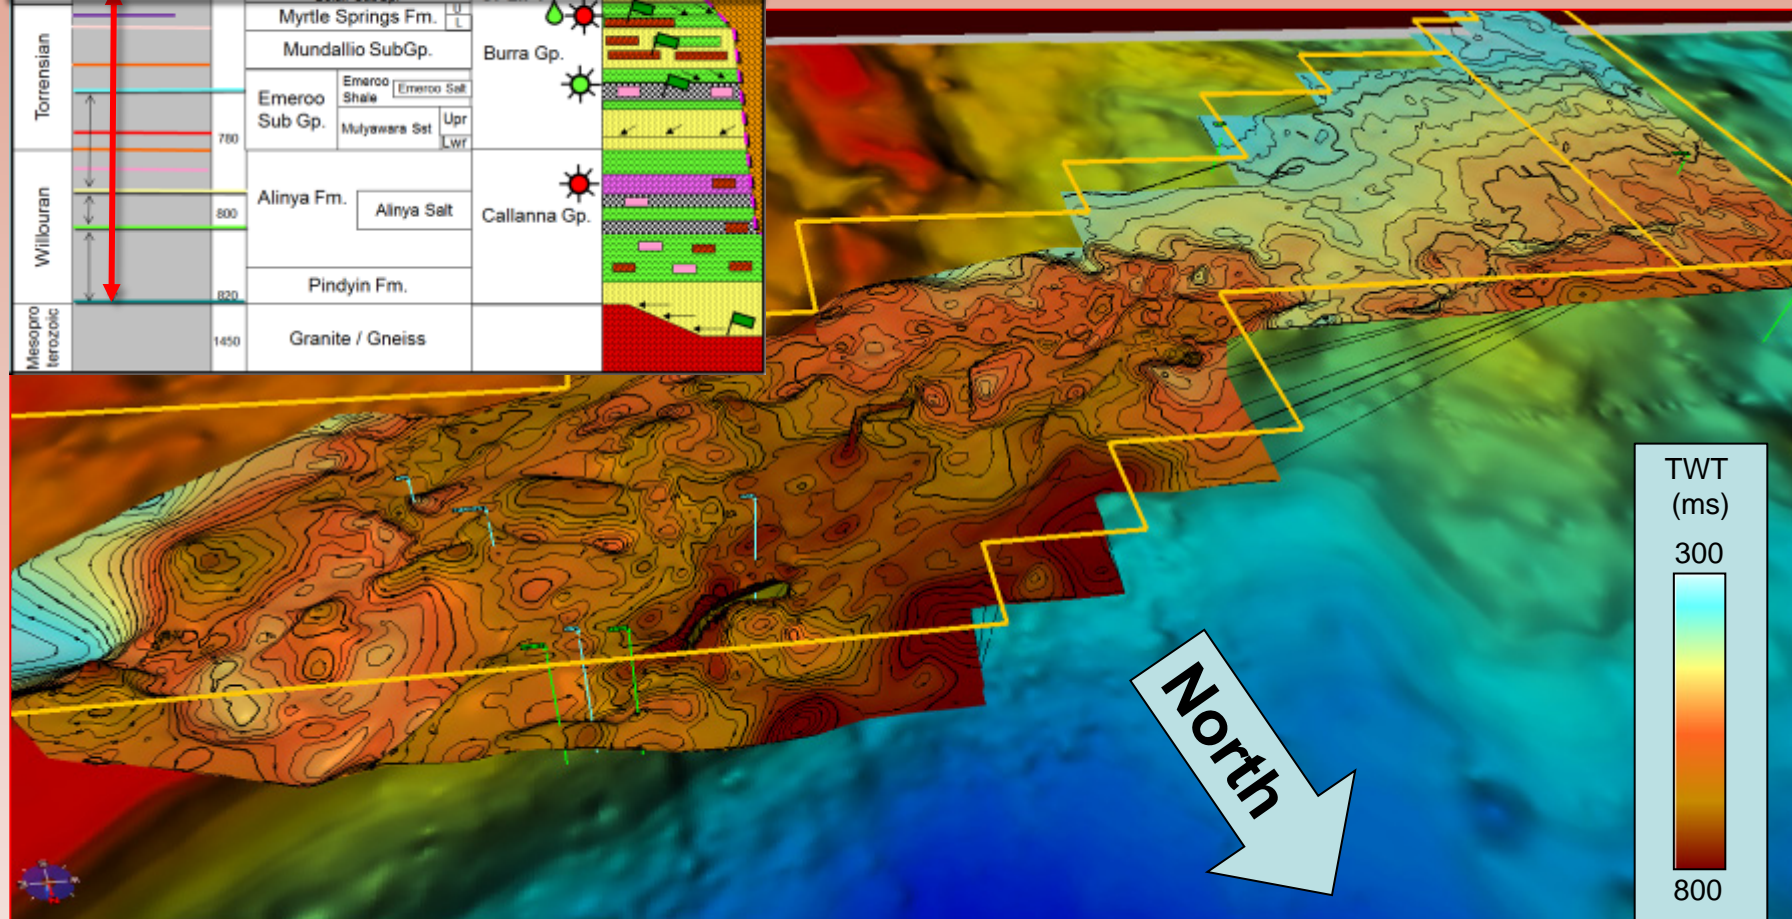 Torrensian
Willouran
Mesopro
terozoic
780
800
820
1450
Myrtle Springs Fm.
U
L
Mundallio SubGp.
Emeroo
Sub Gp.
Emeroo
Shale
Emeroo Salt
Mulyawara Sst
Upr
Lwr
Alinya Fm.
Alinya Salt
Pindyin Fm.
Granite / Gneiss
Burra Gp.
Callanna Gp.
North
TWT
(ms)
300
800